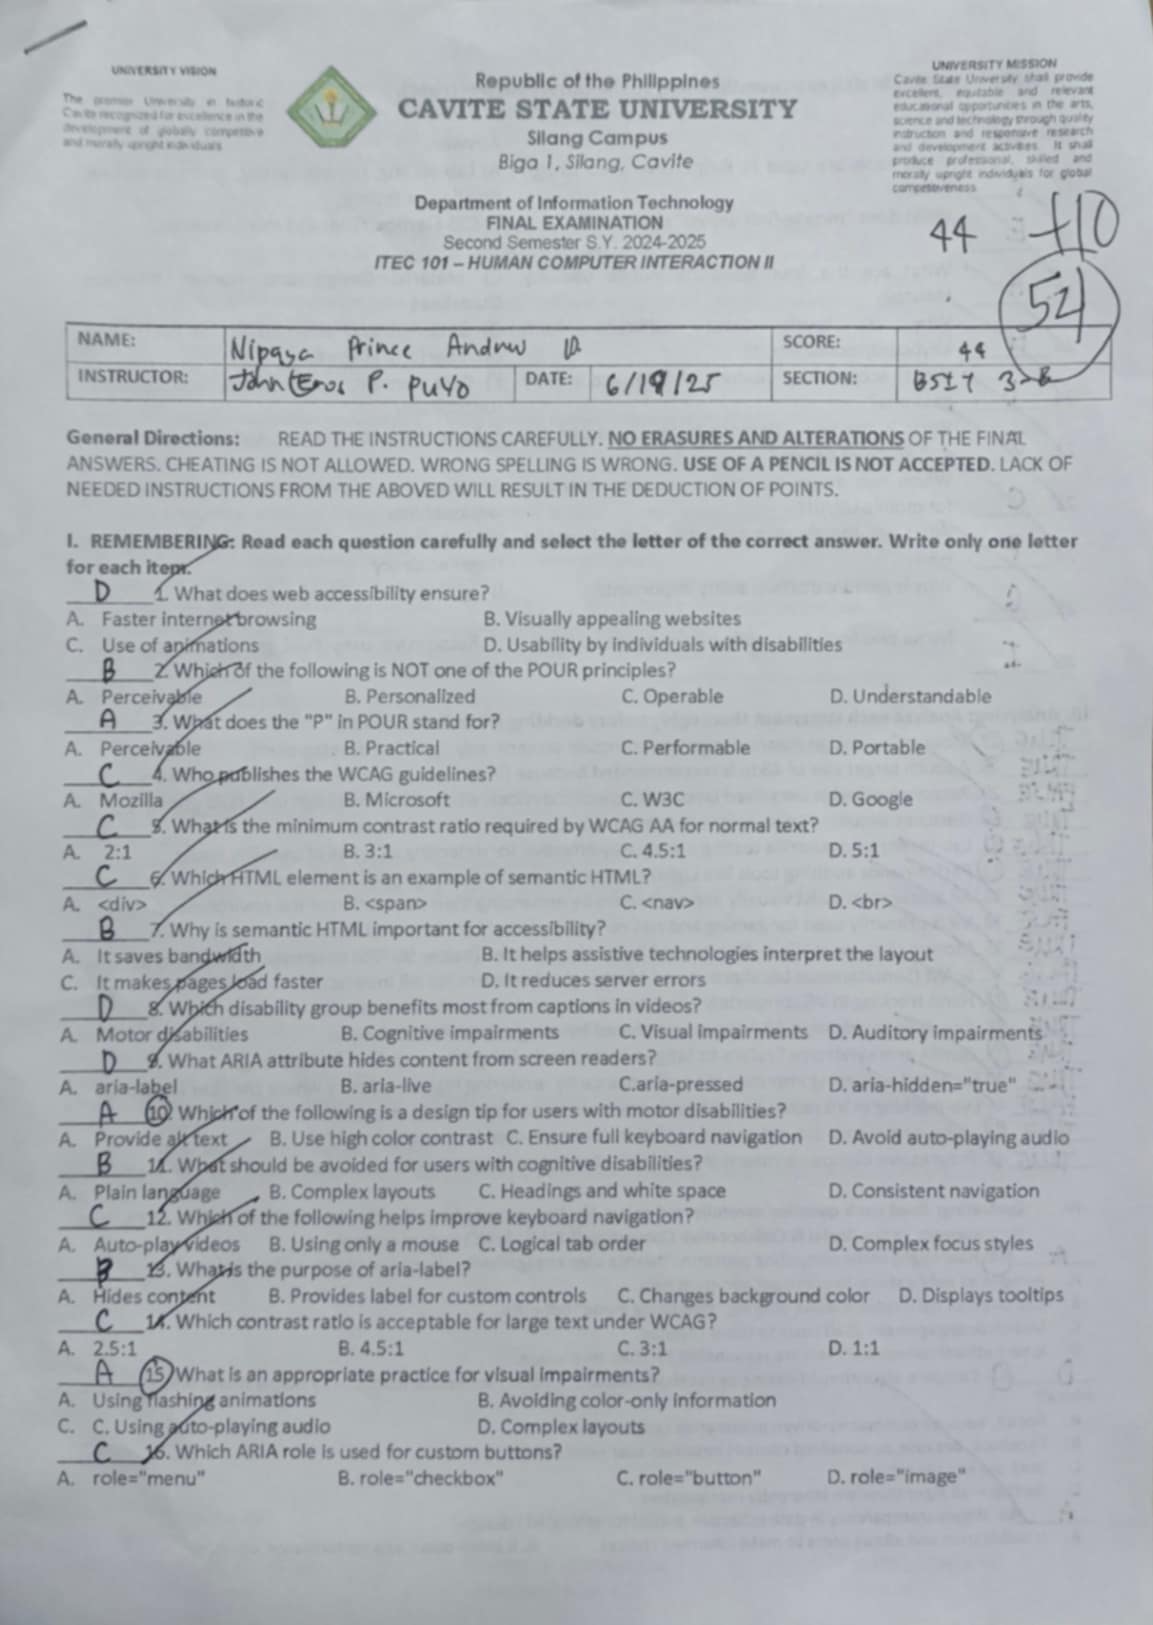 UNIVERSITY VISION
The premier University in historic
Cavite recognized for excellence in the
development of globally competitive
and morally upright individuals
Republic of the Philippines
CAVITE STATE UNIVERSITY
Silang Campus
Biga 1, Silang, Cavite
UNIVERSITY MISSION
Cavite State University shall provide
excellent, equitable and relevant
educational opportunities in the arts,
science and technology through quality
instruction and responsive research
and development activities. It shall
produce professional, skilled and
morally upright individuals for global
competitiveness.
Department of Information Technology
FINAL EXAMINATION
Second Semester S.Y. 2024-2025
ITEC 101 – HUMAN COMPUTER INTERACTION II
44 +10
54
NAME: Nipaya Prince Andrew D. SCORE: 44
INSTRUCTOR: John Enos P. PUYO DATE: 6/19/25 SECTION: BSIT 3-B
General Directions: READ THE INSTRUCTIONS CAREFULLY. NO ERASURES AND ALTERATIONS OF THE FINAL
ANSWERS. CHEATING IS NOT ALLOWED. WRONG SPELLING IS WRONG. USE OF A PENCIL IS NOT ACCEPTED. LACK OF
NEEDED INSTRUCTIONS FROM THE ABOVED WILL RESULT IN THE DEDUCTION OF POINTS.
I. REMEMBERING: Read each question carefully and select the letter of the correct answer. Write only one letter
for each item.
D 1. What does web accessibility ensure?
A. Faster internet browsing B. Visually appealing websites
C. Use of animations D. Usability by individuals with disabilities
B 2. Which of the following is NOT one of the POUR principles?
A. Perceivable B. Personalized C. Operable D. Understandable
A 3. What does the "P" in POUR stand for?
A. Perceivable B. Practical C. Performable D. Portable
C 4. Who publishes the WCAG guidelines?
A. Mozilla B. Microsoft C. W3C D. Google
C 5. What is the minimum contrast ratio required by WCAG AA for normal text?
A. 2:1 B. 3:1 C. 4.5:1 D. 5:1
C 6. Which HTML element is an example of semantic HTML?
A. <div> B. <span> C. <nav> D. <br>
B 7. Why is semantic HTML important for accessibility?
A. It saves bandwidth B. It helps assistive technologies interpret the layout
C. It makes pages load faster D. It reduces server errors
D 8. Which disability group benefits most from captions in videos?
A. Motor disabilities B. Cognitive impairments C. Visual impairments D. Auditory impairments
D 9. What ARIA attribute hides content from screen readers?
A. aria-label B. aria-live C.aria-pressed D. aria-hidden="true"
A 10. Which of the following is a design tip for users with motor disabilities?
A. Provide alt text B. Use high color contrast C. Ensure full keyboard navigation D. Avoid auto-playing audio
B 11. What should be avoided for users with cognitive disabilities?
A. Plain language B. Complex layouts C. Headings and white space D. Consistent navigation
C 12. Which of the following helps improve keyboard navigation?
A. Auto-play videos B. Using only a mouse C. Logical tab order D. Complex focus styles
B 13. What is the purpose of aria-label?
A. Hides content B. Provides label for custom controls C. Changes background color D. Displays tooltips
C 14. Which contrast ratio is acceptable for large text under WCAG?
A. 2.5:1 B. 4.5:1 C. 3:1 D. 1:1
A 15. What is an appropriate practice for visual impairments?
A. Using flashing animations B. Avoiding color-only information
C. C. Using auto-playing audio D. Complex layouts
C 16. Which ARIA role is used for custom buttons?
A. role="menu" B. role="checkbox" C. role="button" D. role="image"